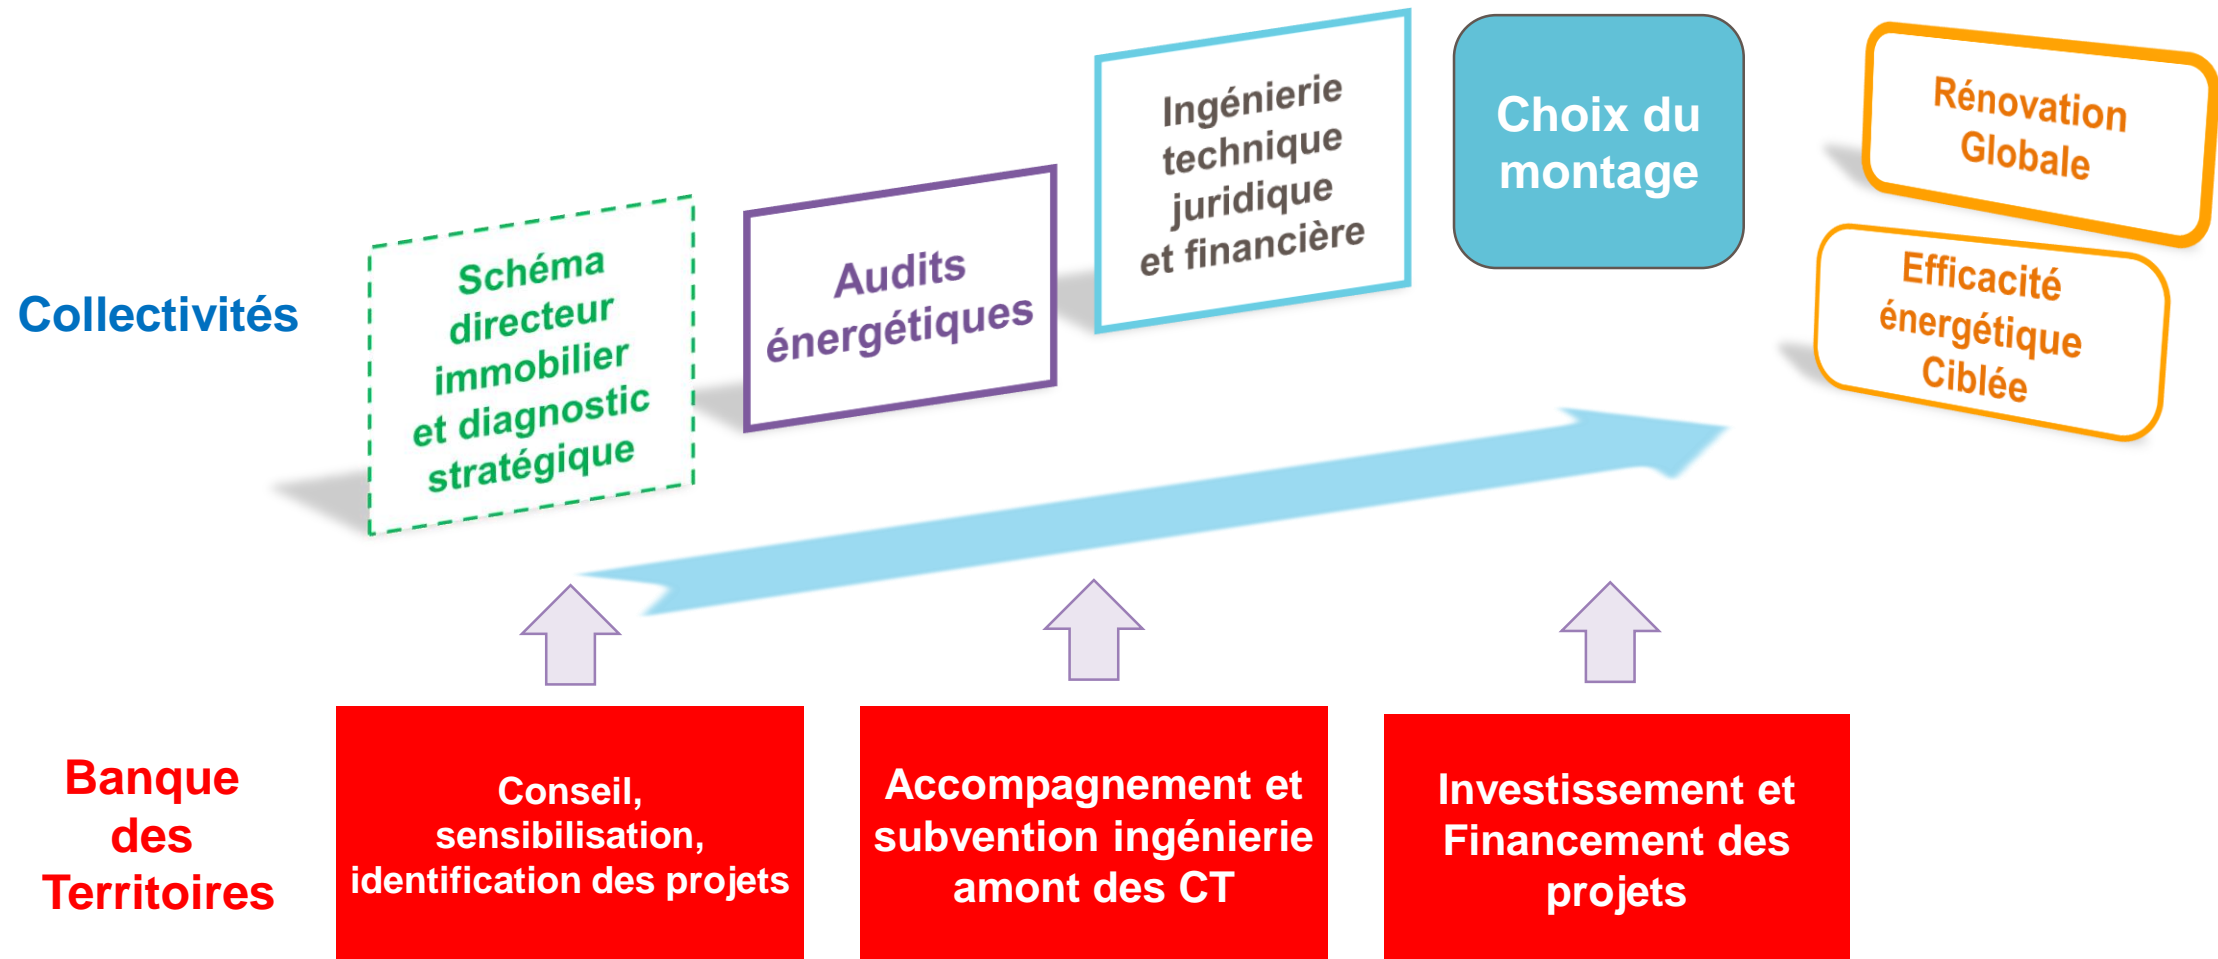 Collectivités
Schéma
directeur
immobilier
et diagnostic
stratégique
Audits
énergétiques
Ingénierie
technique
juridique
et financière
Choix du
montage
Rénovation
Globale
Efficacité
énergétique
Ciblée
Banque
des
Territoires
Conseil,
sensibilisation,
identification des projets
Accompagnement et
subvention ingénierie
amont des CT
Investissement et
Financement des
projets